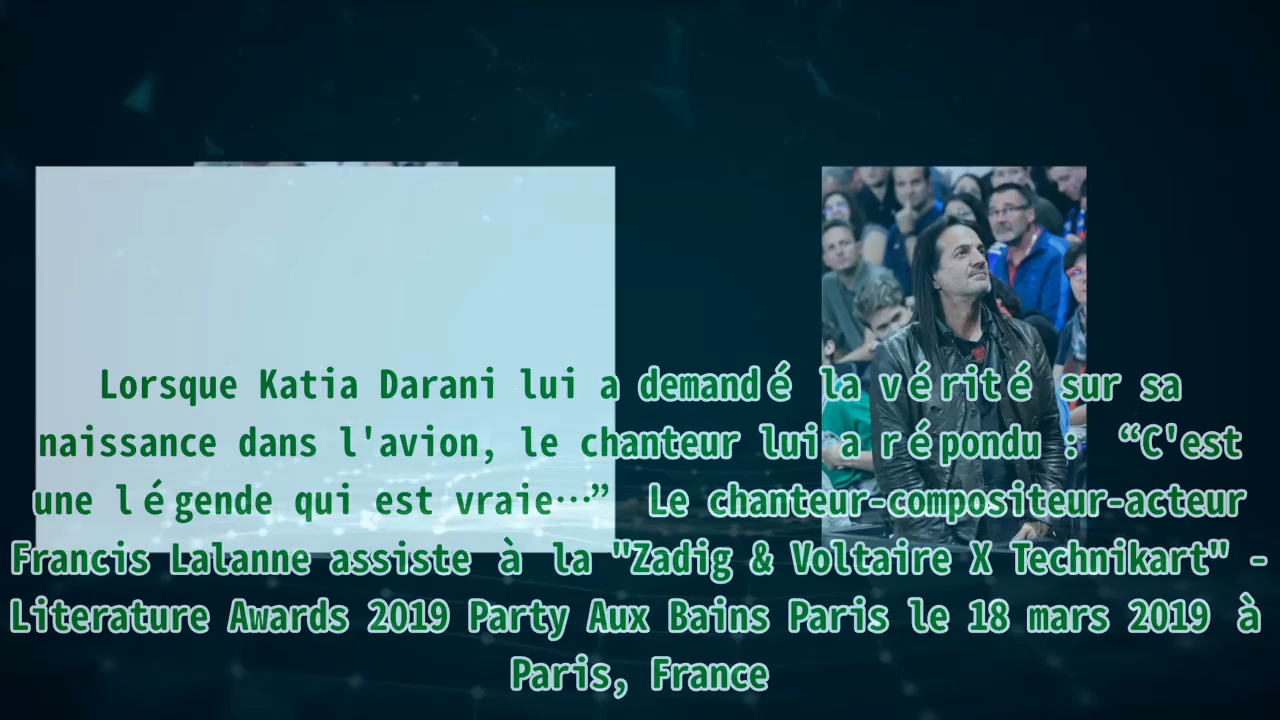 Lorsque Katia Darani lui a demandé la vérité sur sa
naissance dans l'avion, le chanteur lui a répondu : “C'est
une légende qui est vraie…” Le chanteur-compositeur-acteur
Francis Lalanne assiste à la "Zadig & Voltaire X Technikart" -
Literature Awards 2019 Party Aux Bains Paris le 18 mars 2019 à
Paris, France